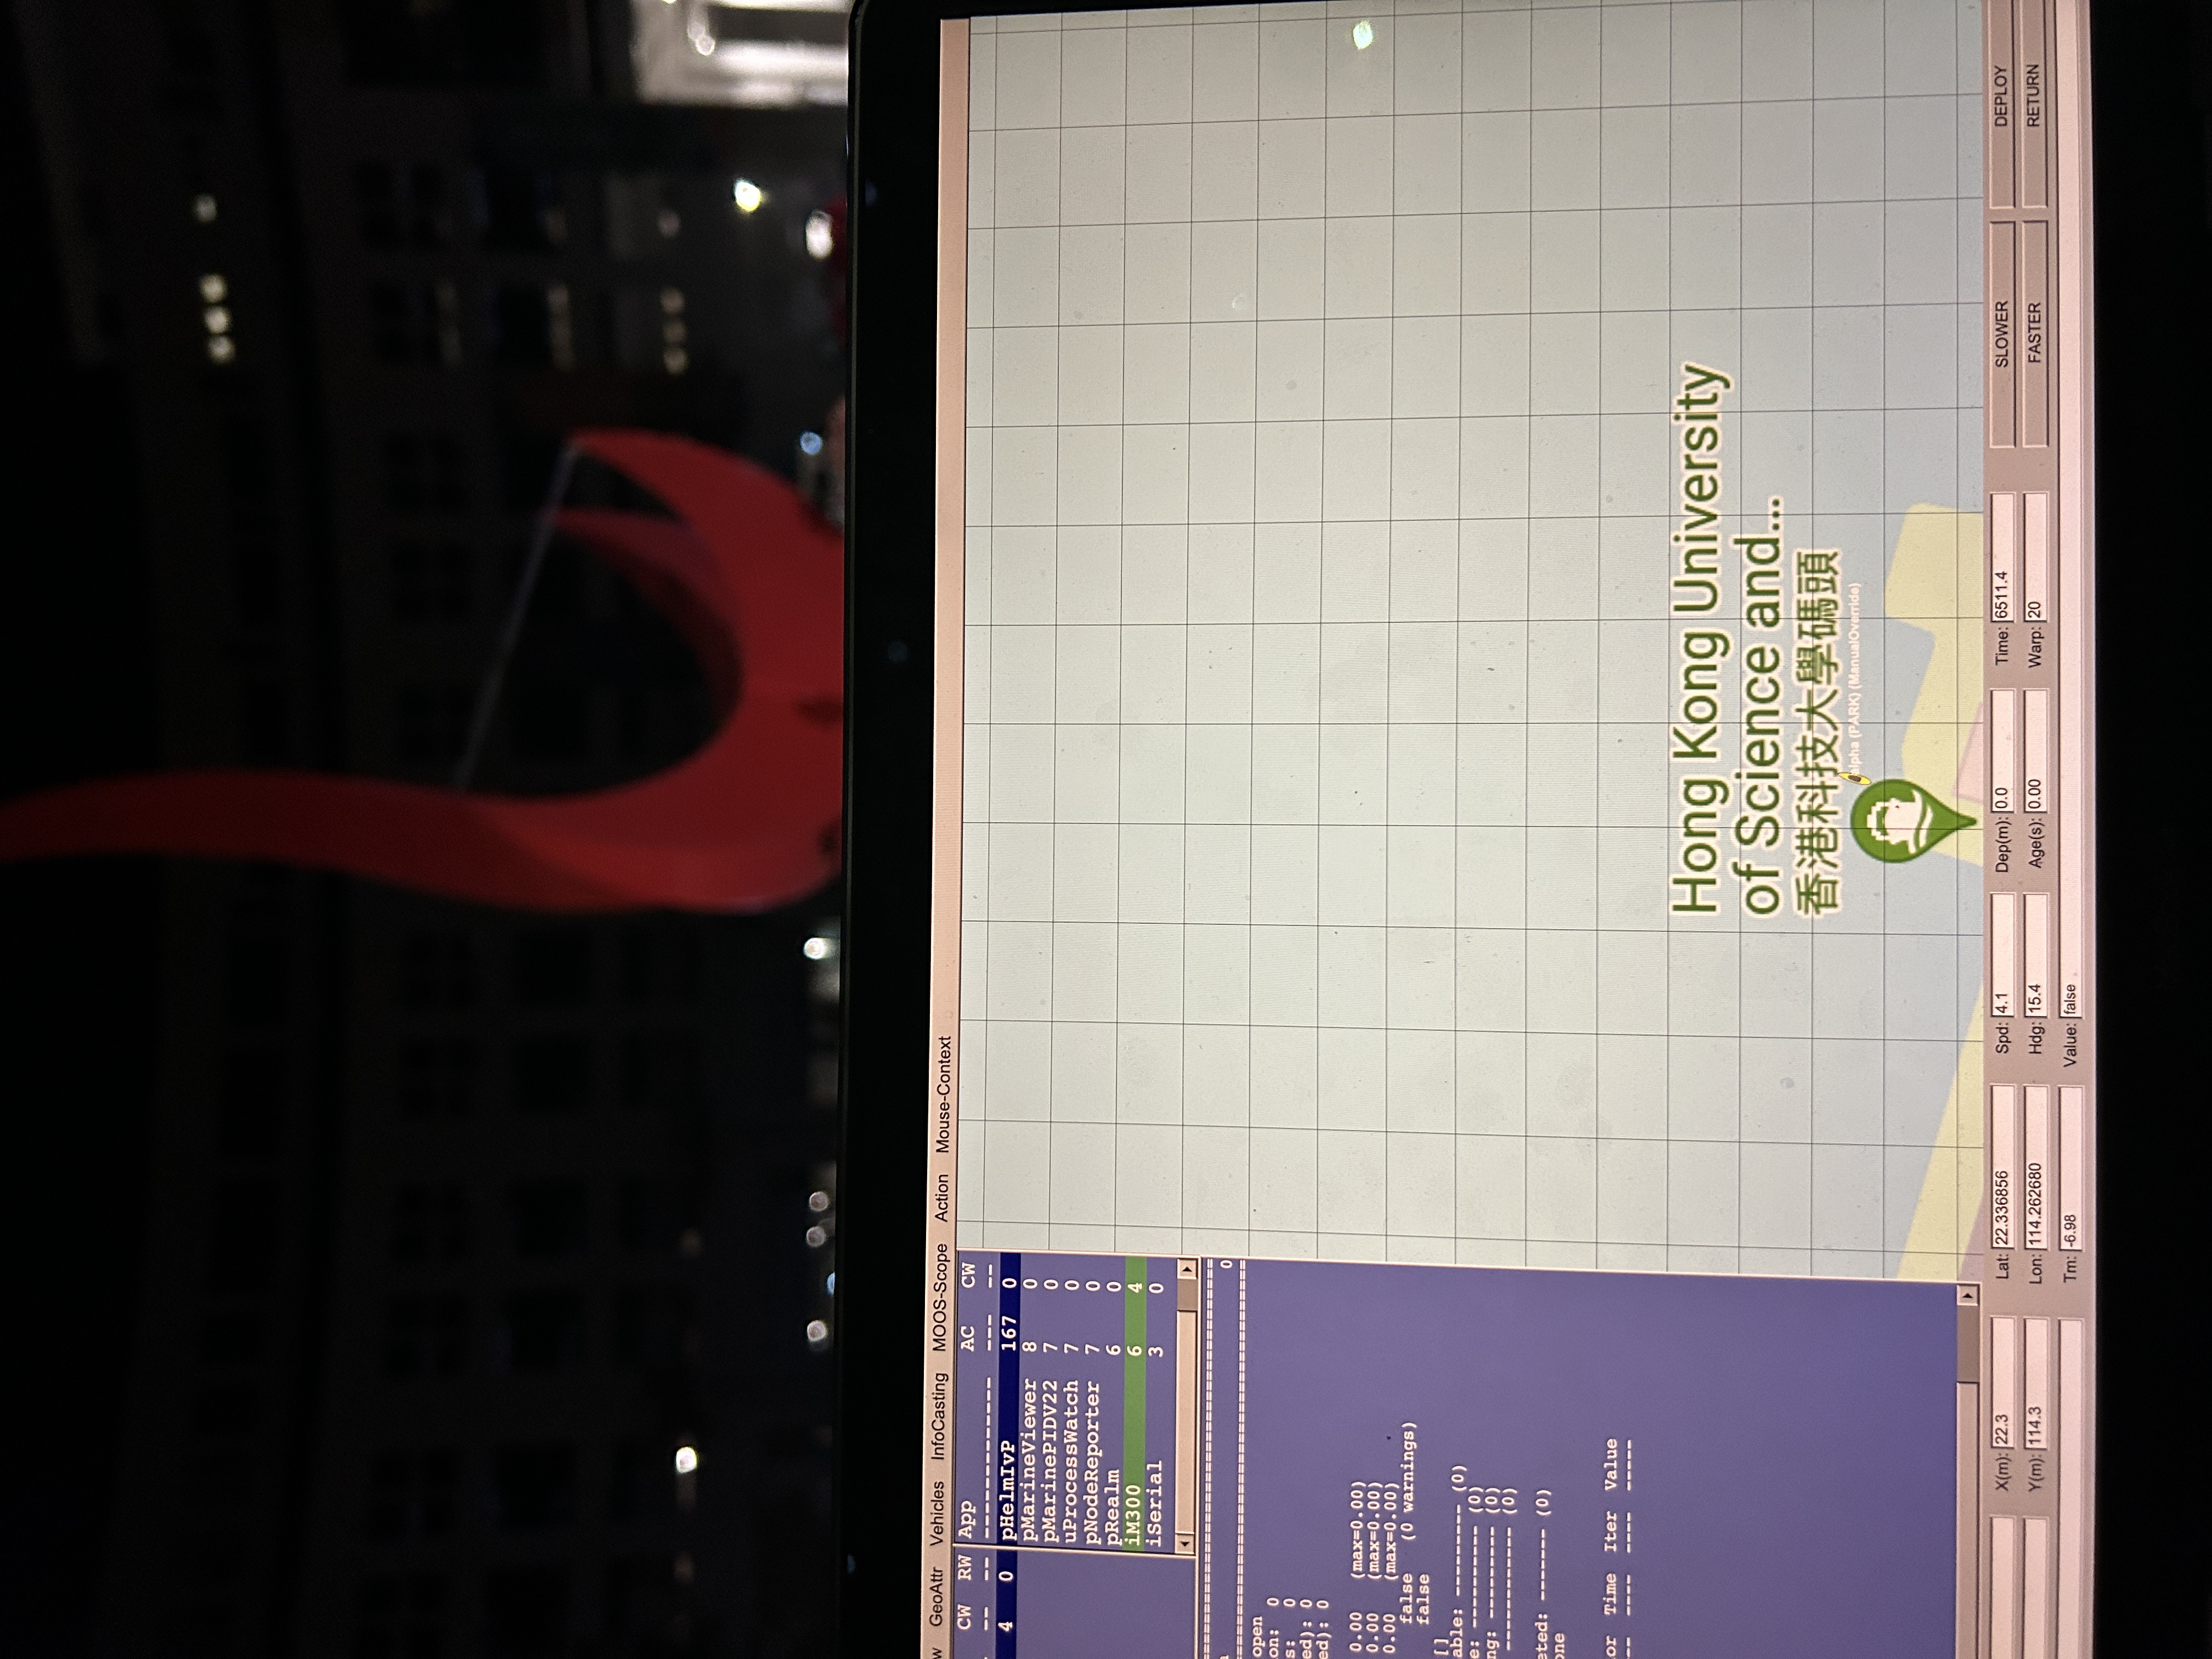 w GeoAttr Vehicles InfoCasting MOOS-Scope Action Mouse-Context
CW RW App AC CW
-- -- ------------- --- --
4 0 pHelmIvP 167 0
pMarineViewer 8 0
pMarinePIDV22 7 0
uProcessWatch 7 0
pNodeReporter 7 0
pRealm 6 0
iM300 6 4
iSerial 3 0
0
open
on: 0
s: 0
ed): 0
ed): 0
0.00 (max=0.00)
0.00 (max=0.00)
0.00 (max=0.00)
false (0 warnings)
false
[]
able: --------- (0)
e: ---------- (0)
ng: --------- (0)
------------ (0)
eted: ------- (0)
one
or Time Iter Value
-- ---- ---- -----
Hong Kong University
of Science and...
香港科技大學碼頭
alpha (PARK) (ManualOverride)
X(m): 22.3 Lat: 22.336856 Spd: 4.1 Dep(m): 0.0 Time: 6511.4 SLOWER DEPLOY
Y(m): 114.3 Lon: 114.262680 Hdg: 15.4 Age(s): 0.00 Warp: 20 FASTER RETURN
Tm: -6.98 Value: false